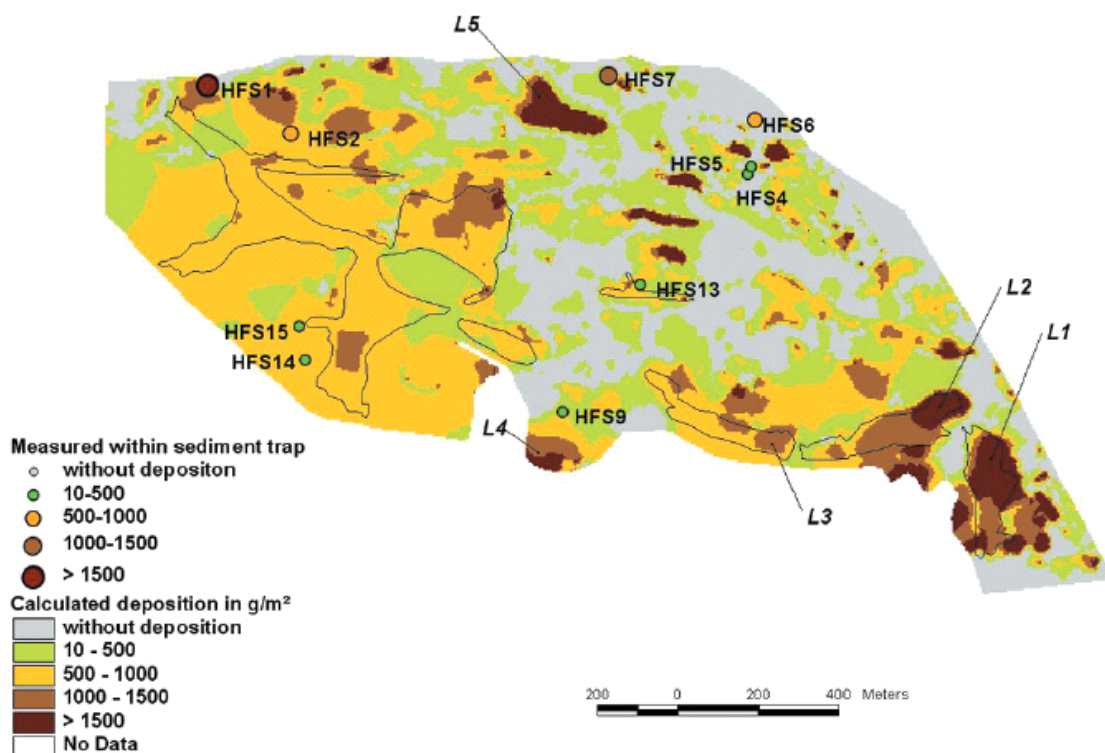 L5
HFS1
HFS7
HFS2
HFS6
HFS5
HFS4
HFS13
L2
HFS15
L1
HFS14
HFS9
L4
L3
Measured within sediment trap
without depositon
10-500
500-1000
1000-1500
> 1500
Calculated deposition in g/m²
without deposition
10 - 500
500 - 1000
1000 - 1500
> 1500
No Data
200 0 200 400 Meters